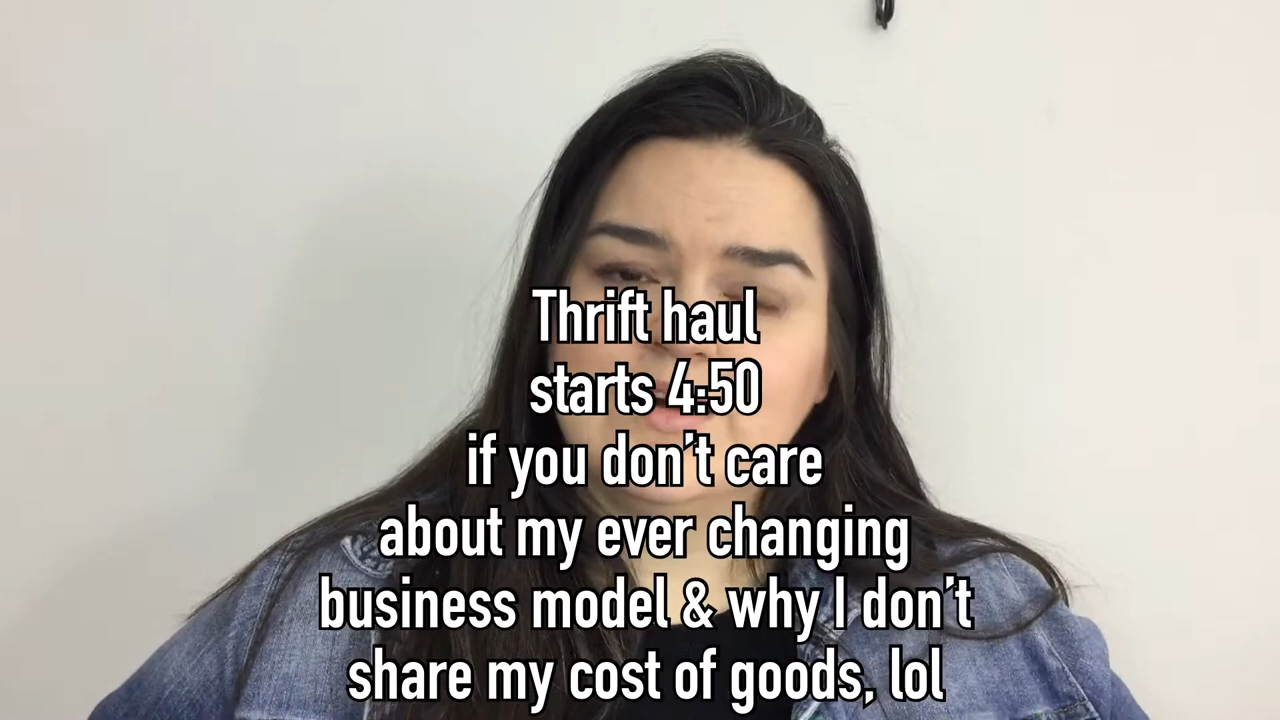 Thrift haul
starts 4:50
if you don't care
about my ever changing
business model & why I don't
share my cost of goods, lol